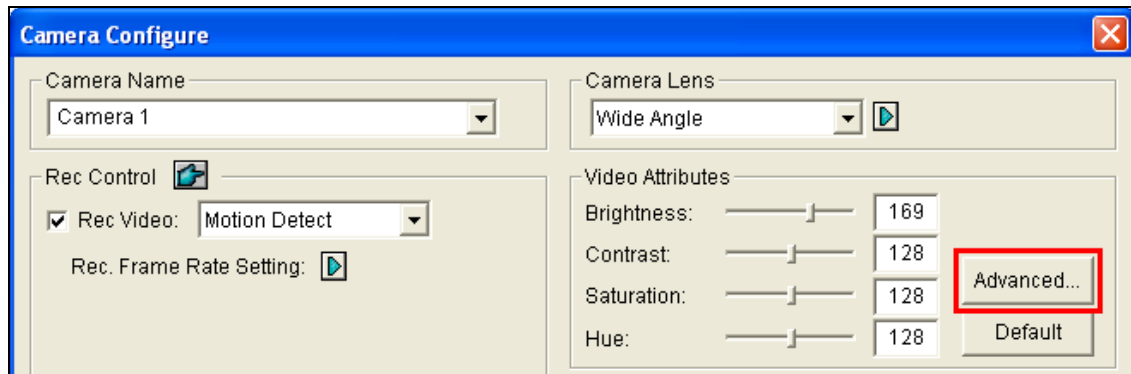 Camera Configure
Camera Name
Camera 1
Camera Lens
Wide Angle
Rec Control
Rec Video: Motion Detect
Rec. Frame Rate Setting:
Video Attributes
Brightness: 169
Contrast: 128
Saturation: 128
Hue: 128
Advanced...
Default